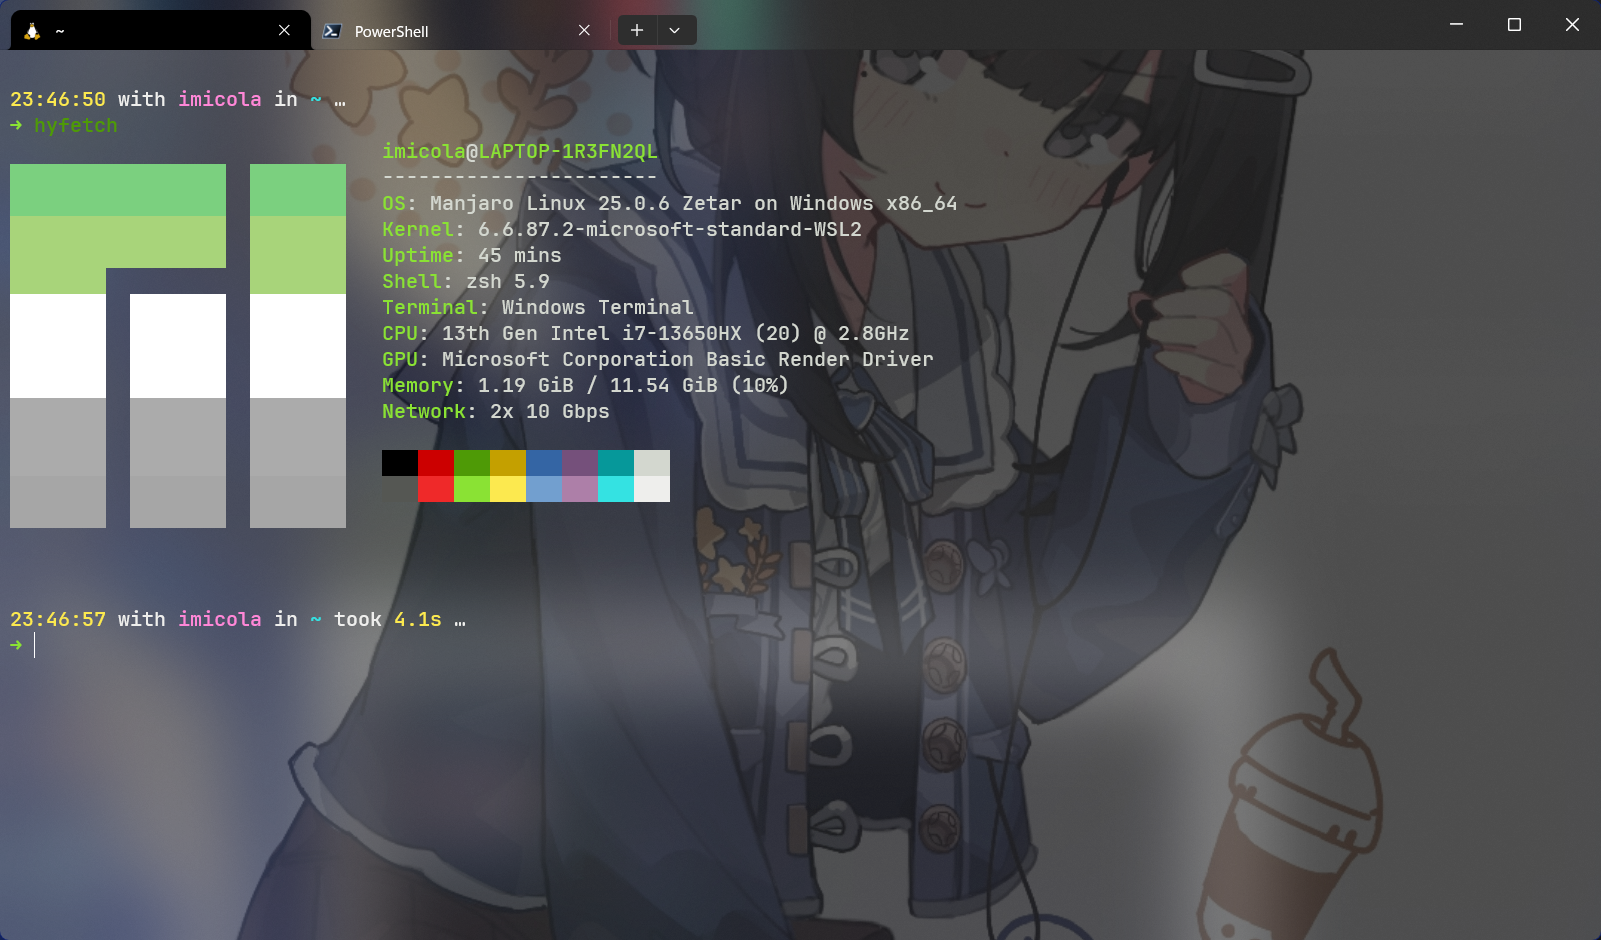 ~
PowerShell
23:46:50 with imicola in ~ …
➜ hyfetch
imicola@LAPTOP-1R3FN2QL
-----------------------
OS: Manjaro Linux 25.0.6 Zetar on Windows x86_64
Kernel: 6.6.87.2-microsoft-standard-WSL2
Uptime: 45 mins
Shell: zsh 5.9
Terminal: Windows Terminal
CPU: 13th Gen Intel i7-13650HX (20) @ 2.8GHz
GPU: Microsoft Corporation Basic Render Driver
Memory: 1.19 GiB / 11.54 GiB (10%)
Network: 2x 10 Gbps
23:46:57 with imicola in ~ took 4.1s …
➜